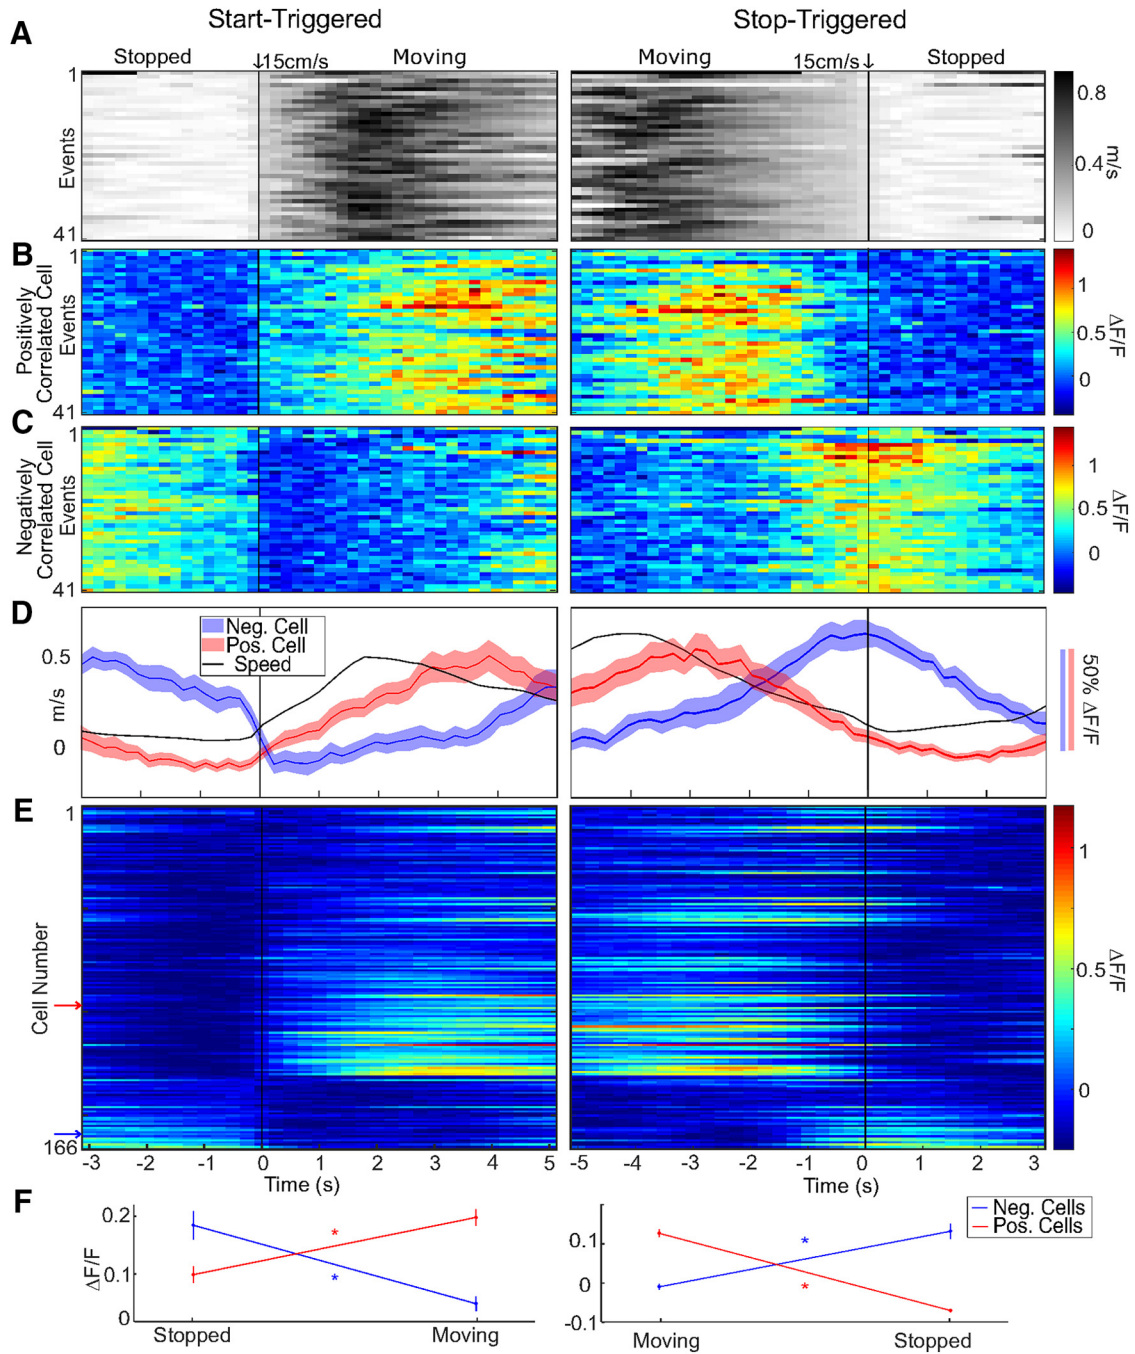 Start-Triggered
Stop-Triggered
A
Stopped
↓15cm/s
Moving
Moving
15cm/s↓
Stopped
1
Events
41
0.8
0.4
0
m/s
B
Positively
Correlated Cell
Events
1
41
1
0.5
0
ΔF/F
C
Negatively
Correlated Cell
Events
1
41
1
0.5
0
ΔF/F
D
Neg. Cell
Pos. Cell
Speed
0.5
m/s
0
50% ΔF/F
E
1
Cell Number
166
1
0.5
0
ΔF/F
-3 -2 -1 0 1 2 3 4 5
Time (s)
-5 -4 -3 -2 -1 0 1 2 3
Time (s)
F
0.2
0.1
0
ΔF/F
*
*
Stopped
Moving
Neg. Cells
Pos. Cells
0.1
0
-0.1
*
*
Moving
Stopped